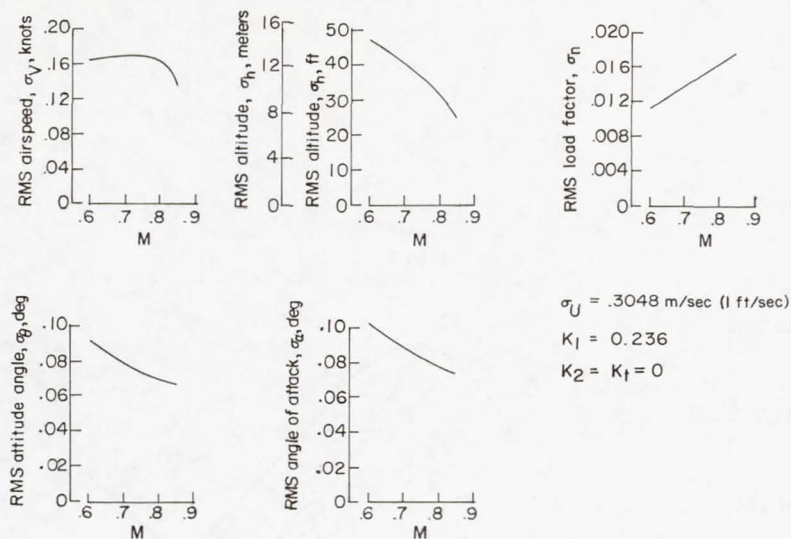 RMS airspeed, σV, knots
.20
.16
.12
.08
.04
0
.6 .7 .8 .9
M
RMS altitude, σh, meters
16
12
8
4
0
RMS altitude, σh, ft
50
40
30
20
10
0
.6 .7 .8 .9
M
RMS load factor, σn
.020
.016
.012
.008
.004
0
.6 .7 .8 .9
M
RMS attitude angle, σθ, deg
.10
.08
.06
.04
.02
0
.6 .7 .8 .9
M
RMS angle of attack, σα, deg
.10
.08
.06
.04
.02
0
.6 .7 .8 .9
M
σU = .3048 m/sec (1 ft/sec)
K1 = 0.236
K2 = Kt = 0